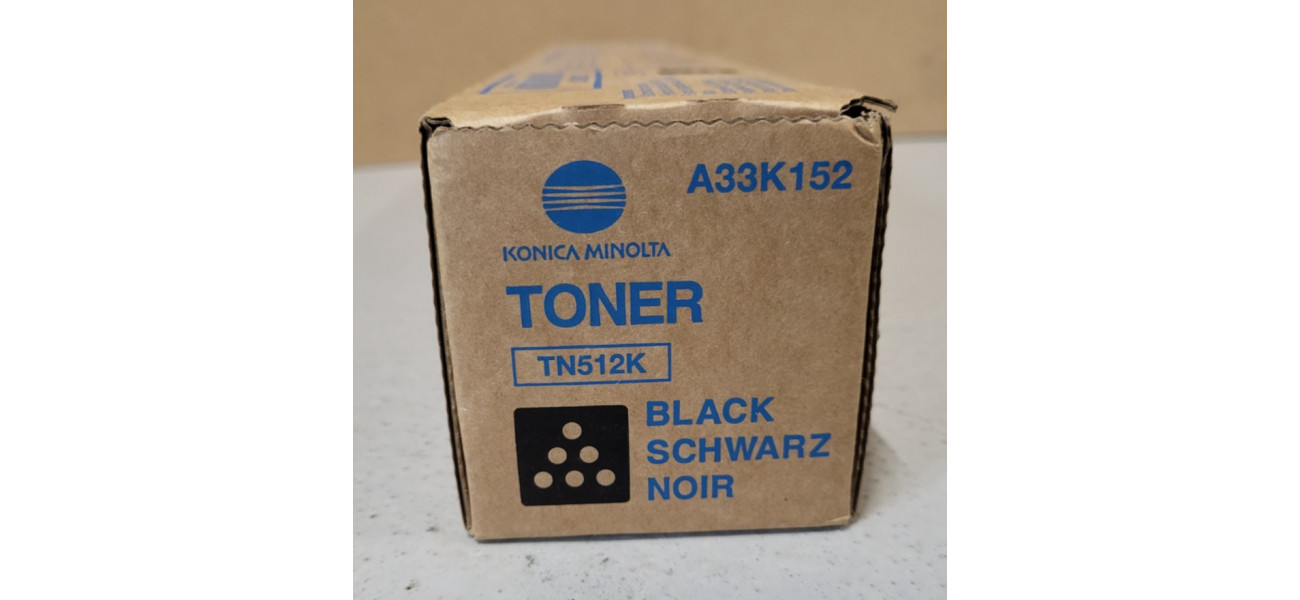 KONICA MINOLTA
A33K152
TONER
TN512K
BLACK
SCHWARZ
NOIR